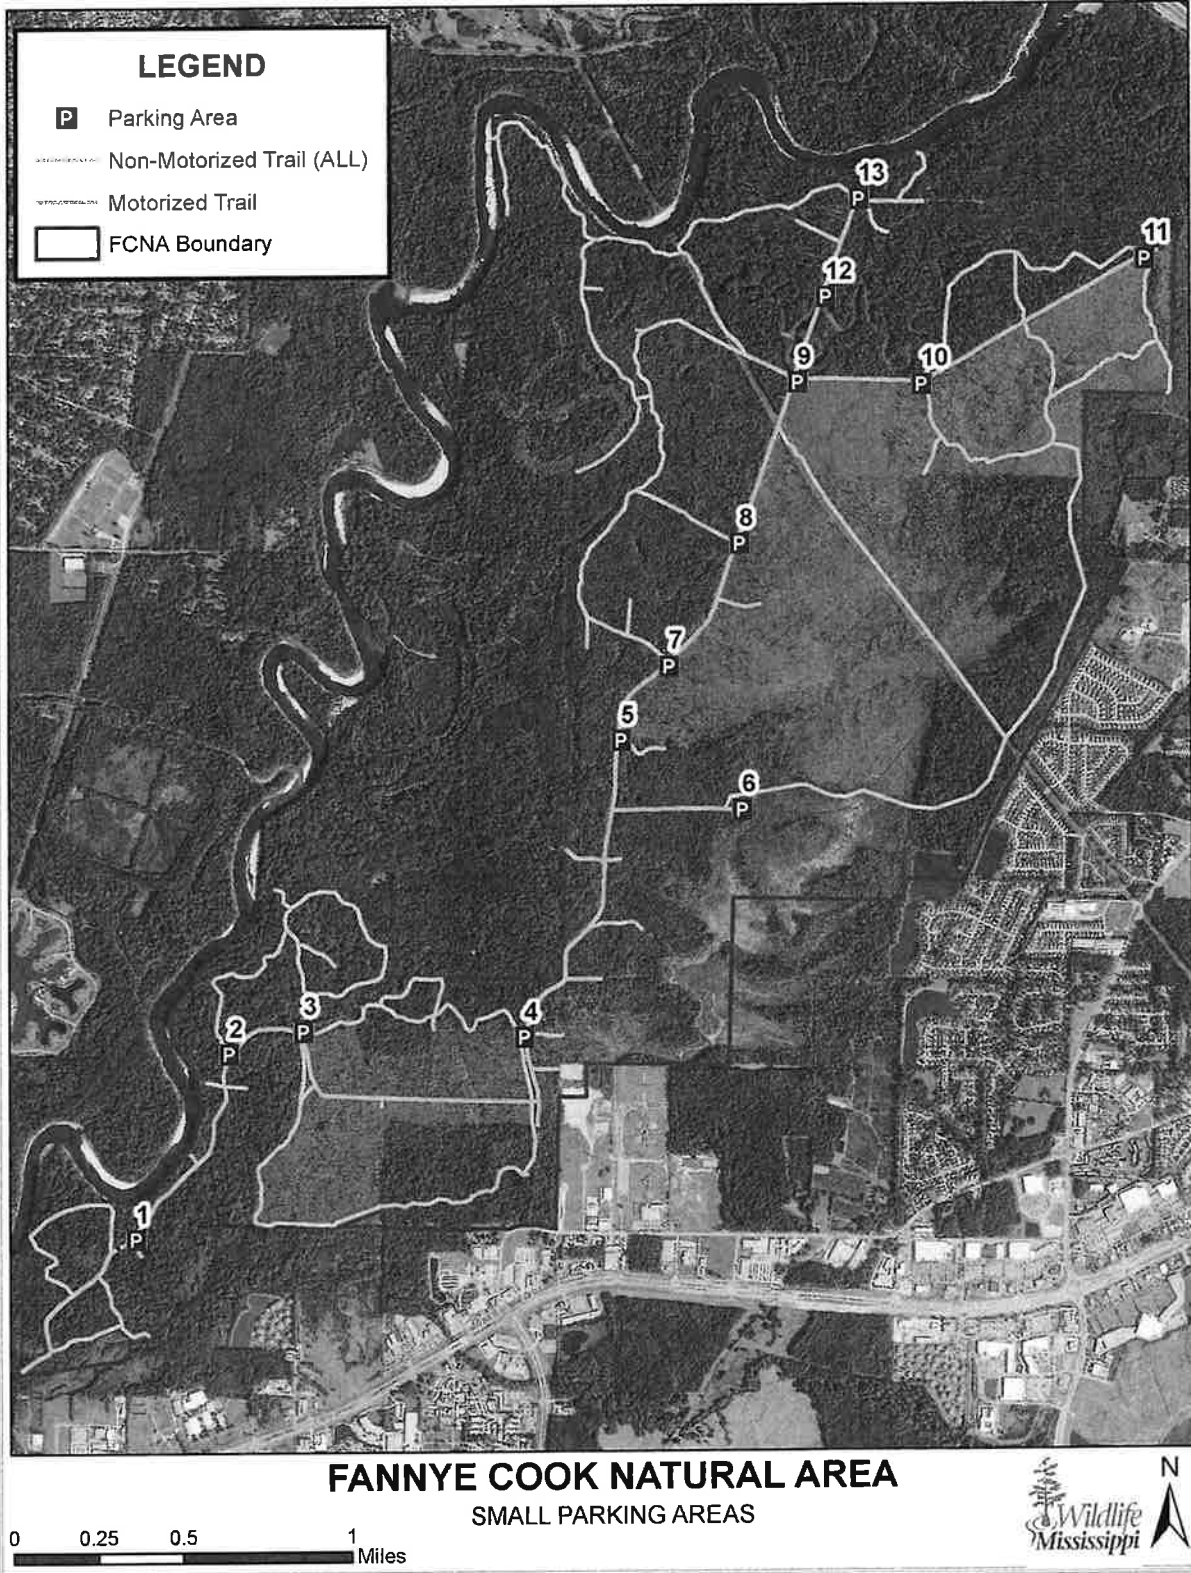 LEGEND
P Parking Area
Non-Motorized Trail (ALL)
Motorized Trail
FCNA Boundary
13
P
11
P
12
P
9
P
10
P
8
P
7
P
5
P
6
P
3
P
4
P
2
P
1
P
FANNYE COOK NATURAL AREA
SMALL PARKING AREAS
N
Wildlife
Mississippi
0 0.25 0.5 1
Miles